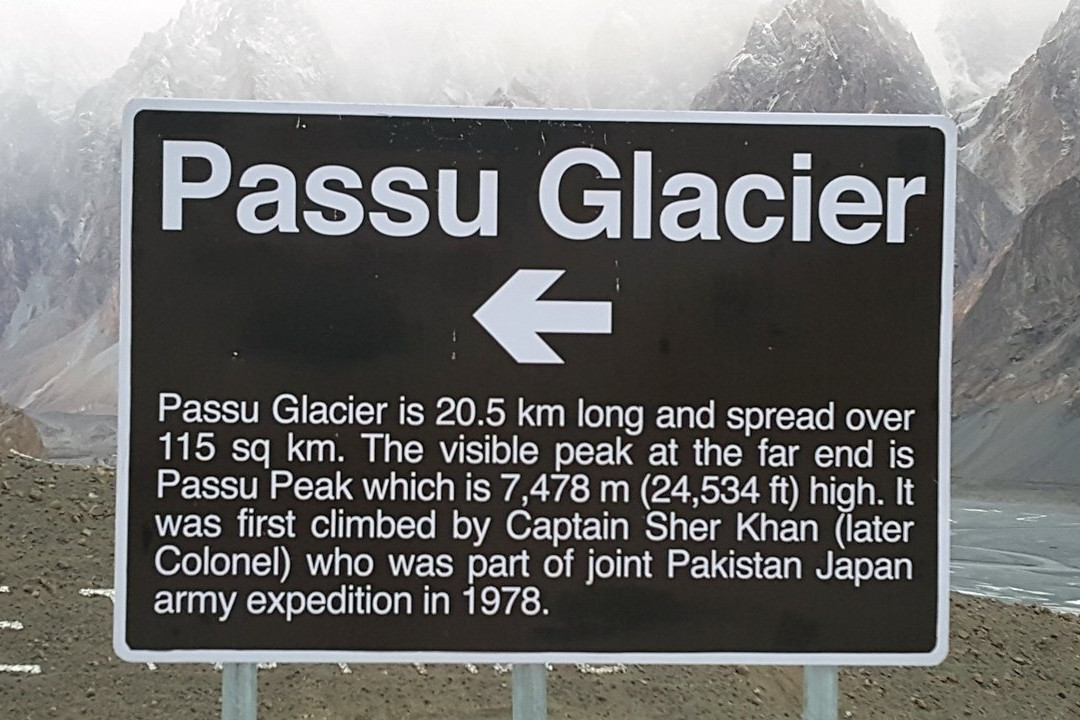 Passu Glacier
Passu Glacier is 20.5 km long and spread over
115 sq km. The visible peak at the far end is
Passu Peak which is 7,478 m (24,534 ft) high. It
was first climbed by Captain Sher Khan (later
Colonel) who was part of joint Pakistan Japan
army expedition in 1978.